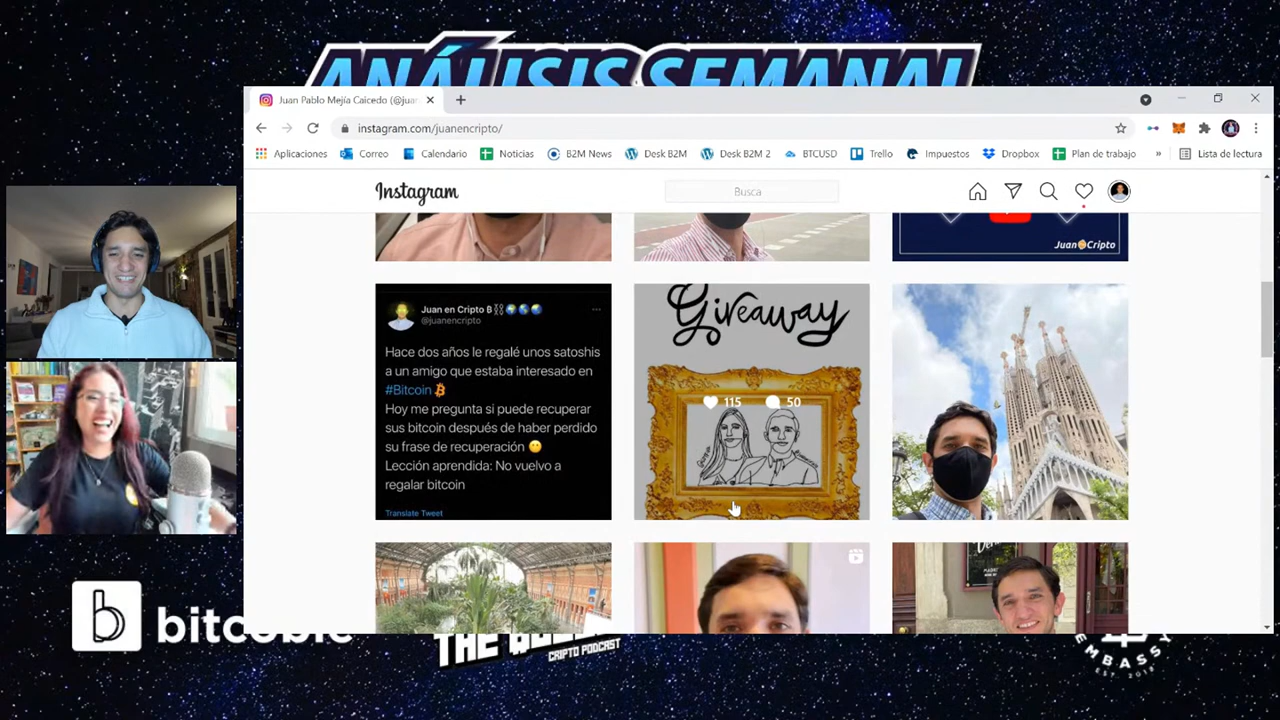 ANÁLISIS SEMANAL
Juan Pablo Mejía Caicedo (@juar
instagram.com/juanencripto/
Aplicaciones
Correo
Calendario
Noticias
B2M News
Desk B2M
Desk B2M 2
BTCUSD
Trello
Impuestos
Dropbox
Plan de trabajo
»
Lista de lectura
Instagram
Busca
Juan Cripto
Juan en Cripto
@juanencripto
Hace dos años le regalé unos satoshis
a un amigo que estaba interesado en
#Bitcoin
Hoy me pregunta si puede recuperar
sus bitcoin después de haber perdido
su frase de recuperación
Lección aprendida: No vuelvo a
regalar bitcoin
Translate Tweet
Giveaway
115
50
b
bitcobie
THE
CRIPTO PODCAST
EMBASSY